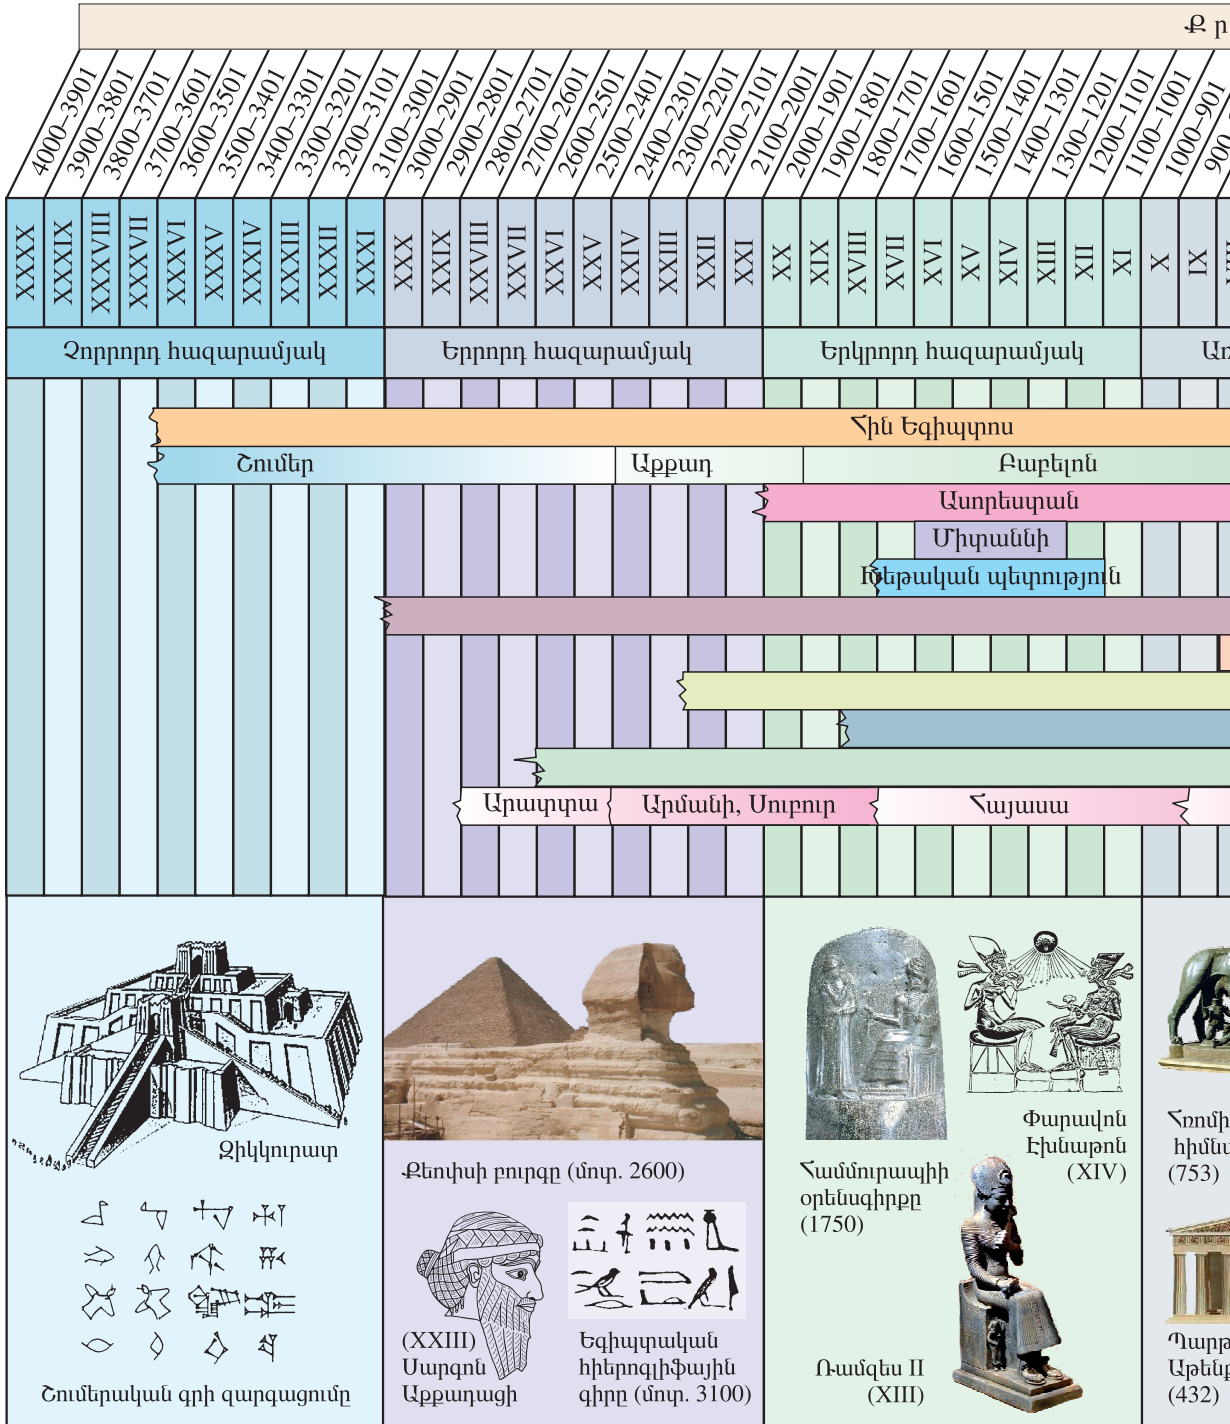 Ք ր
4000–3901
3900–3801
3800–3701
3700–3601
3600–3501
3500–3401
3400–3301
3300–3201
3200–3101
3100–3001
3000–2901
2900–2801
2800–2701
2700–2601
2600–2501
2500–2401
2400–2301
2300–2201
2200–2101
2100–2001
2000–1901
1900–1801
1800–1701
1700–1601
1600–1501
1500–1401
1400–1301
1300–1201
1200–1101
1100–1001
1000–901
XXXX
XXXIX
XXXVIII
XXXVII
XXXVI
XXXV
XXXIV
XXXIII
XXXII
XXXI
XXX
XXIX
XXVIII
XXVII
XXVI
XXV
XXIV
XXIII
XXII
XXI
XX
XIX
XVIII
XVII
XVI
XV
XIV
XIII
XII
XI
X
IX
Չորրորդ հազարամյակ
Երրորդ հազարամյակ
Երկրորդ հազարամյակ
Առ
Հին Եգիպտոս
Շումեր
Աքքադ
Բաբելոն
Ասորեստան
Միտաննի
Խեթական պետություն
Արատտա
Արմանի, Սուբուր
Հայասա
Զիկկուրատ
Շումերական գրի զարգացումը
Քեոփսի բուրգը (մոտ. 2600)
(XXIII)
Սարգոն
Աքքադացի
Եգիպտական
հիերոգլիֆային
գիրը (մոտ. 3100)
Համմուրապիի
օրենսգիրքը
(1750)
Փարավոն
Էխնաթոն
(XIV)
Ռամզես II
(XIII)
Հռոմի
հիմնա
(753)
Պարթ
Աթենք
(432)